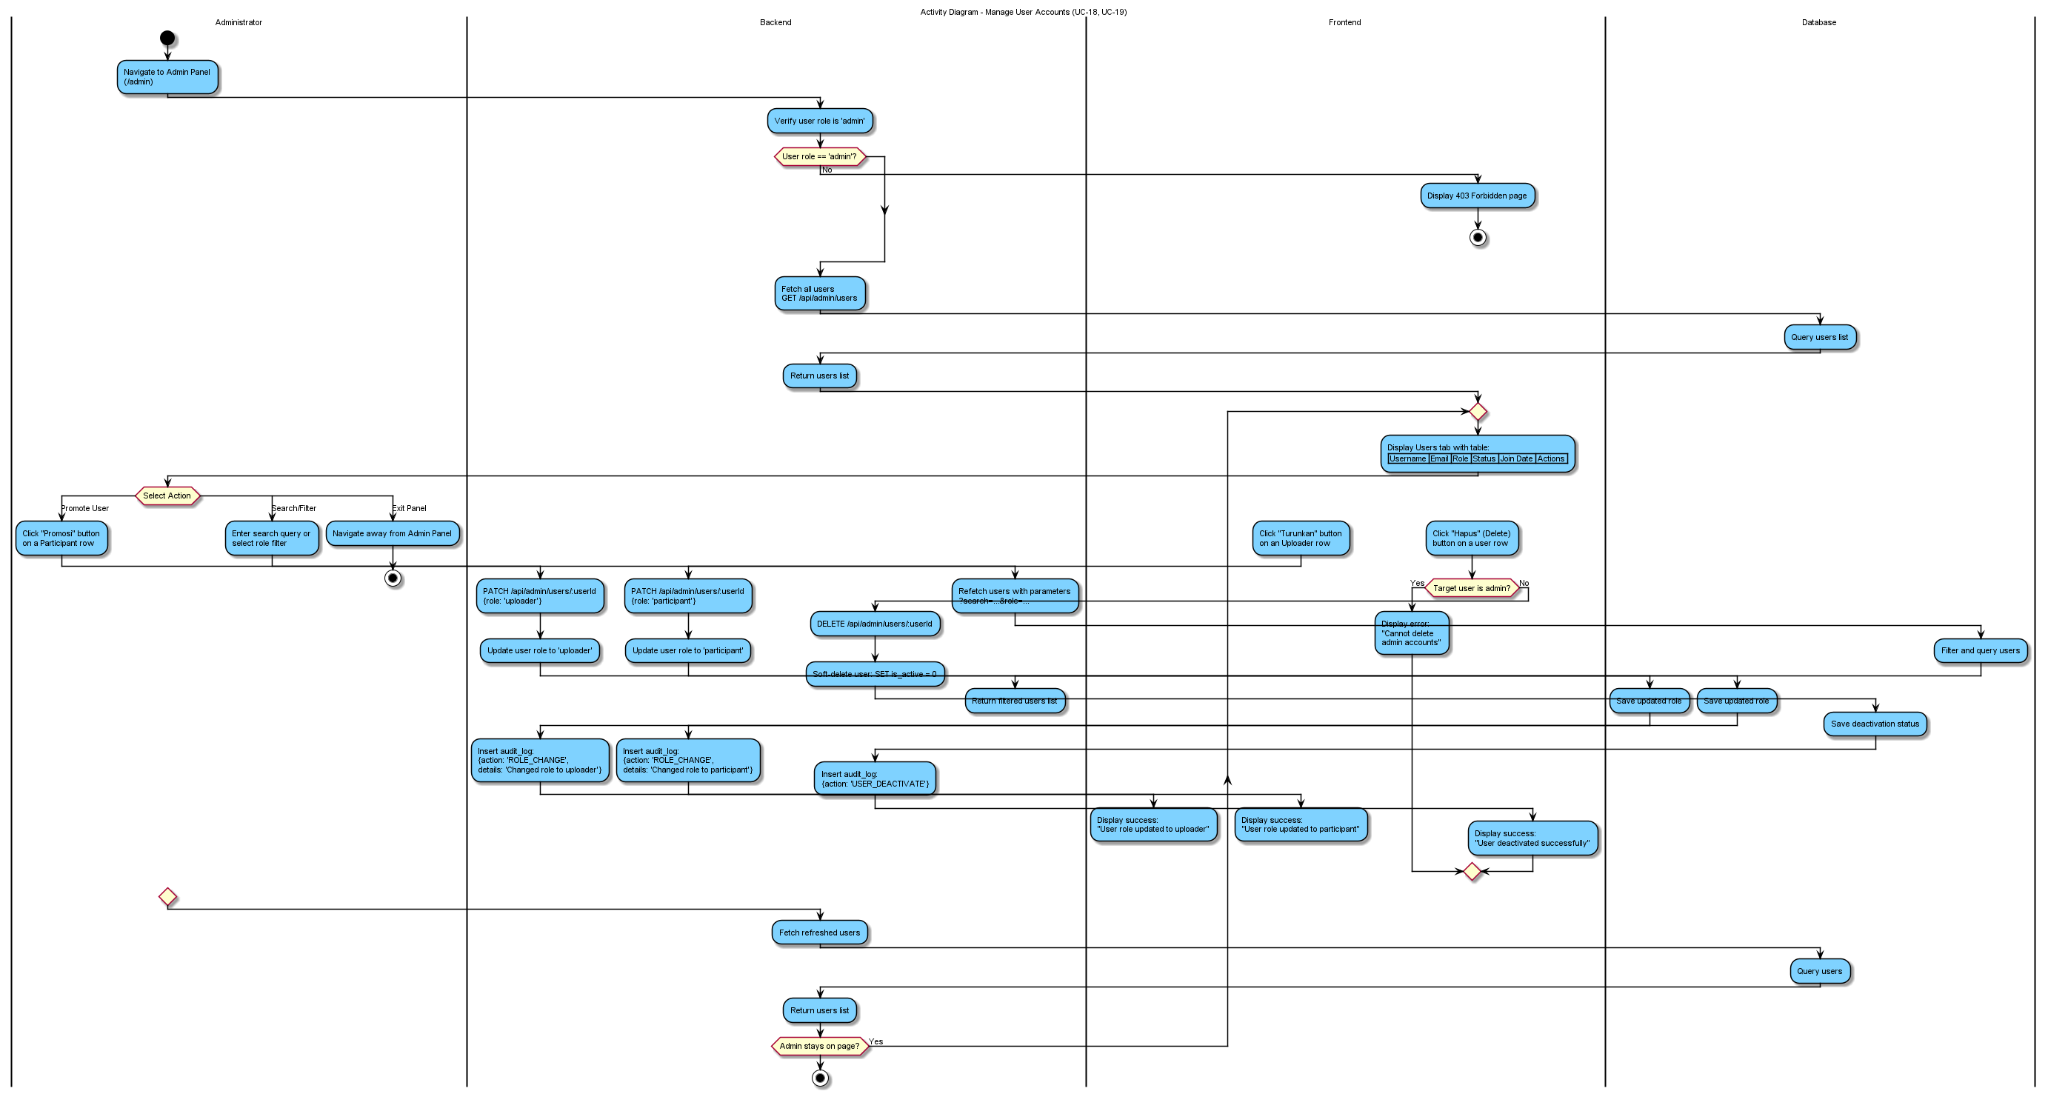 Activity Diagram - Manage User Accounts (UC-18, UC-19)
Administrator
Backend
Frontend
Database
Navigate to Admin Panel
(/admin)
Verify user role is 'admin'
User role == 'admin'?
No
Display 403 Forbidden page
Fetch all users
GET /api/admin/users
Query users list
Return users list
Display Users tab with table:
Username Email Role Status Join Date Actions
Select Action
Promote User
Search/Filter
Exit Panel
Click "Promosi" button
on a Participant row
Enter search query or
select role filter
Navigate away from Admin Panel
Click "Turunkan" button
on an Uploader row
Click "Hapus" (Delete)
button on a user row
PATCH /api/admin/users/:userId
{role: 'uploader'}
PATCH /api/admin/users/:userId
{role: 'participant'}
Refetch users with parameters
?search=...&role=...
Yes
Target user is admin?
No
DELETE /api/admin/users/:userId
Display error:
"Cannot delete
admin accounts"
Update user role to 'uploader'
Update user role to 'participant'
Filter and query users
Soft-delete user: SET is_active = 0
Return filtered users list
Save updated role
Save updated role
Save deactivation status
Insert audit_log:
{action: 'ROLE_CHANGE',
details: 'Changed role to uploader'}
Insert audit_log:
{action: 'ROLE_CHANGE',
details: 'Changed role to participant'}
Insert audit_log:
{action: 'USER_DEACTIVATE'}
Display success:
"User role updated to uploader"
Display success:
"User role updated to participant"
Display success:
"User deactivated successfully"
Fetch refreshed users
Query users
Return users list
Admin stays on page?
Yes